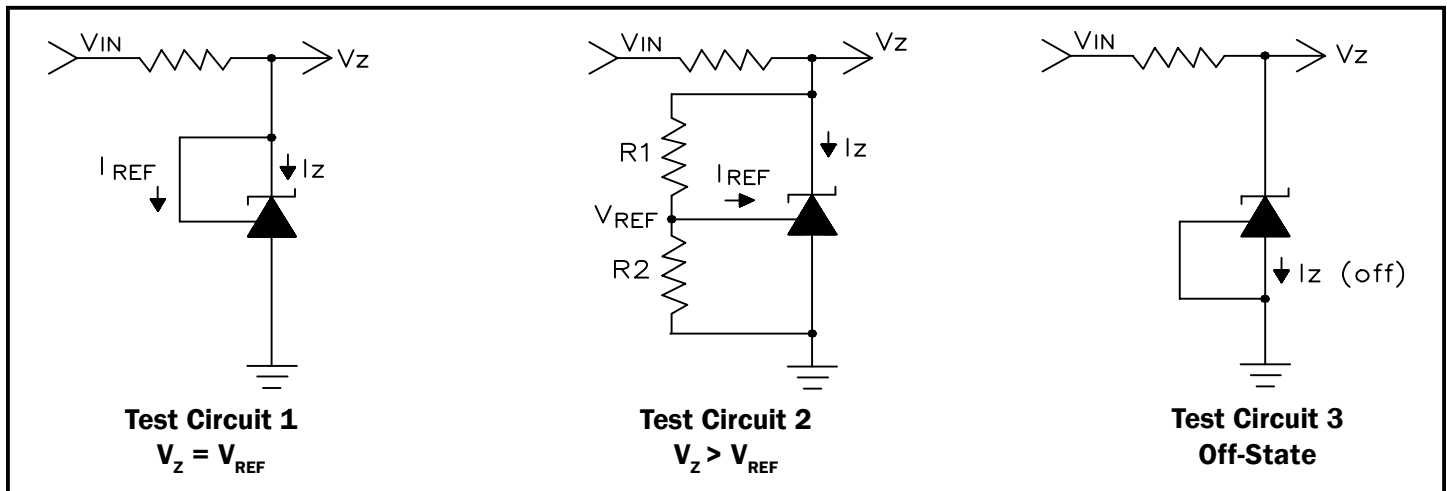 VIN
VZ
IREF
IZ
Test Circuit 1
VZ = VREF
VIN
VZ
R1
IZ
IREF
VREF
R2
Test Circuit 2
VZ > VREF
VIN
VZ
IZ (off)
Test Circuit 3
Off-State